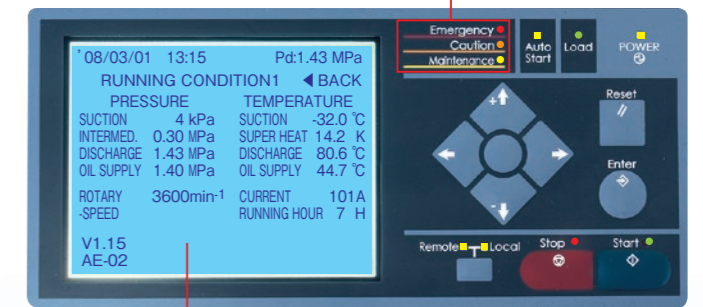 '08/03/01 13:15 Pd:1.43 MPa
RUNNING CONDITION1 ◀ BACK
PRESSURE TEMPERATURE
SUCTION 4 kPa SUCTION -32.0 ℃
INTERMED. 0.30 MPa SUPER HEAT 14.2 K
DISCHARGE 1.43 MPa DISCHARGE 80.6 ℃
OIL SUPPLY 1.40 MPa OIL SUPPLY 44.7 ℃
ROTARY 3600min-1 CURRENT 101A
-SPEED RUNNING HOUR 7 H
V1.15
AE-02
Emergency
Caution
Maintenance
Auto
Start
Load
POWER
+
Reset
Enter
-
Remote Local
Stop
Start